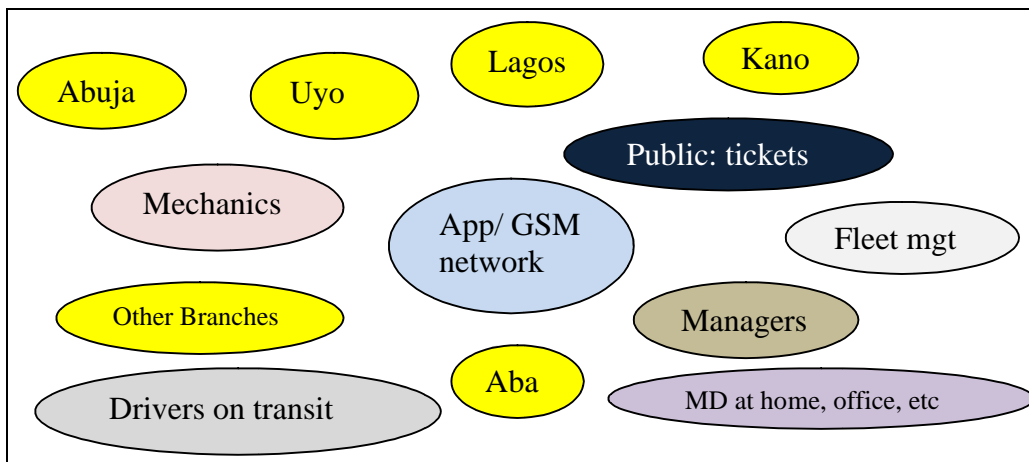 Abuja
Uyo
Lagos
Kano
Public: tickets
Mechanics
App/ GSM
network
Fleet mgt
Other Branches
Managers
Aba
Drivers on transit
MD at home, office, etc